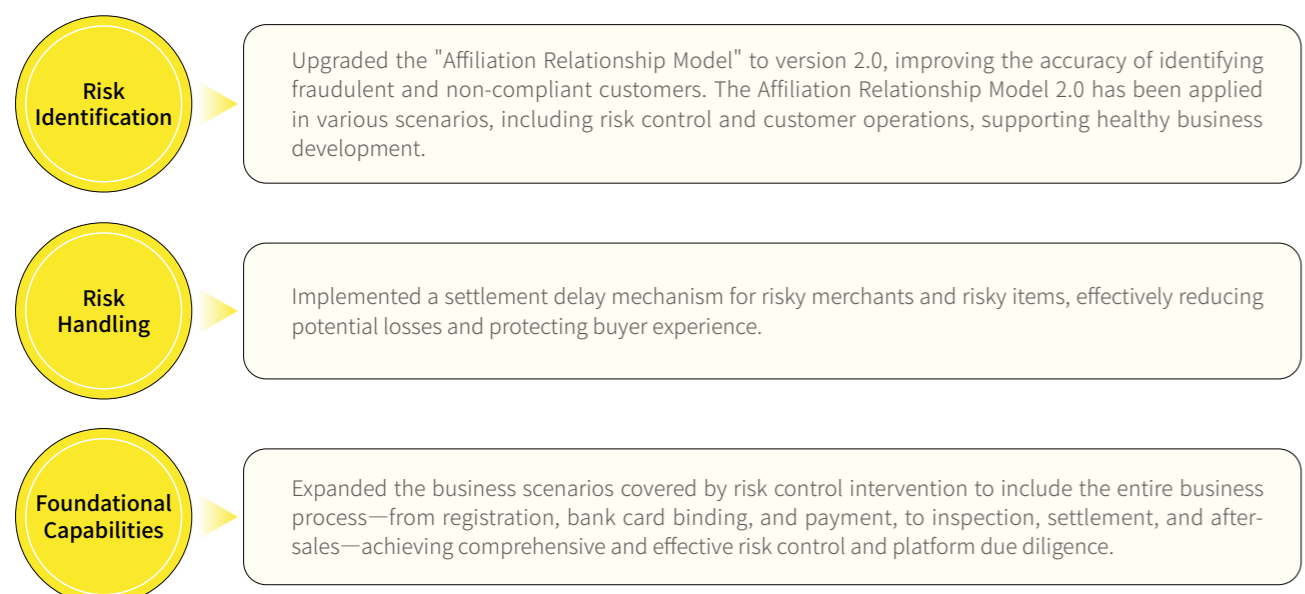 Risk
Identification
Upgraded the "Affiliation Relationship Model" to version 2.0, improving the accuracy of identifying
fraudulent and non-compliant customers. The Affiliation Relationship Model 2.0 has been applied
in various scenarios, including risk control and customer operations, supporting healthy business
development.
Risk
Handling
Implemented a settlement delay mechanism for risky merchants and risky items, effectively reducing
potential losses and protecting buyer experience.
Foundational
Capabilities
Expanded the business scenarios covered by risk control intervention to include the entire business
process—from registration, bank card binding, and payment, to inspection, settlement, and after-
sales—achieving comprehensive and effective risk control and platform due diligence.